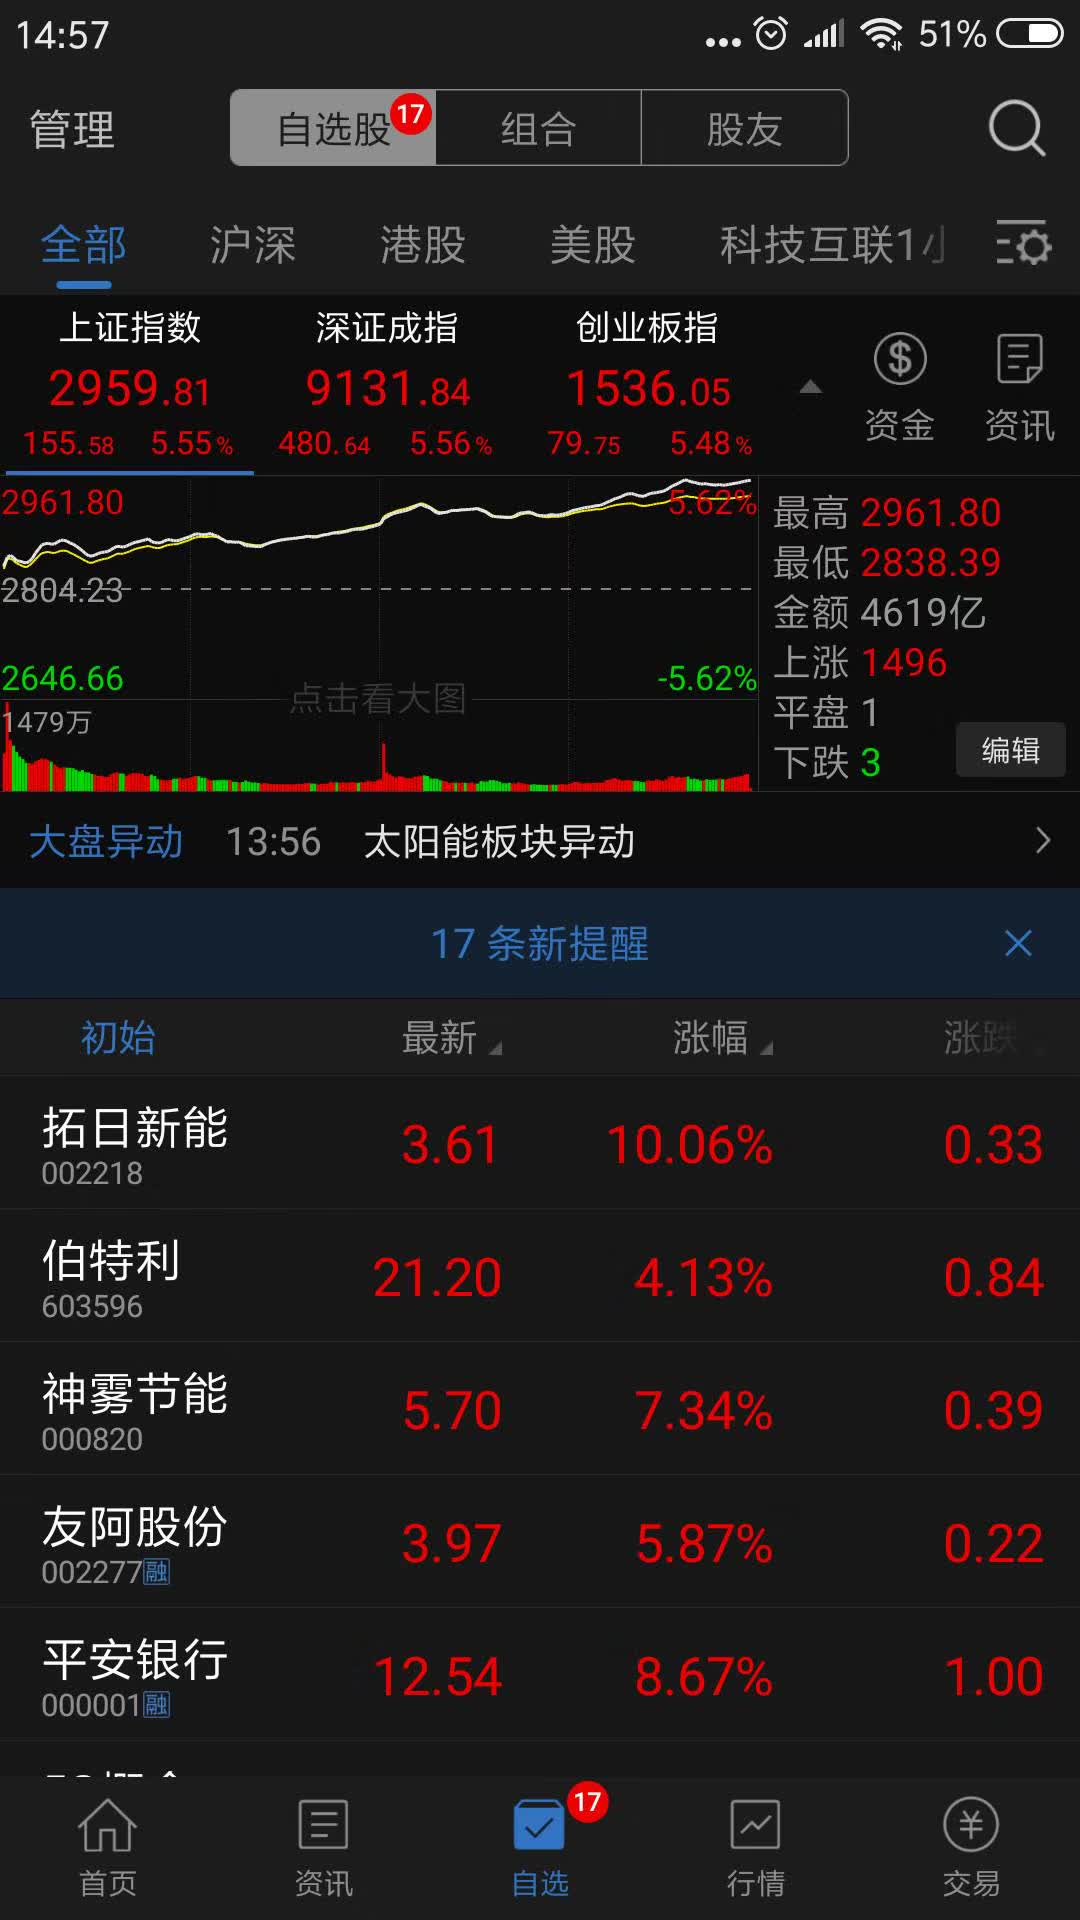 14:57 51%
管理 自选股 17 组合 股友
全部 沪深 港股 美股 科技互联1小
上证指数 深证成指 创业板指
2959.81 9131.84 1536.05
155.58 5.55% 480.64 5.56% 79.75 5.48%
资金 资讯
2961.80 5.62%
2804.23
2646.66 -5.62%
点击看大图
1479万
最高 2961.80
最低 2838.39
金额 4619亿
上涨 1496
平盘 1
下跌 3
编辑
大盘异动 13:56 太阳能板块异动
17 条新提醒
初始 最新 涨幅 涨跌
拓日新能 3.61 10.06% 0.33
002218
伯特利 21.20 4.13% 0.84
603596
神雾节能 5.70 7.34% 0.39
000820
友阿股份 3.97 5.87% 0.22
002277融
平安银行 12.54 8.67% 1.00
000001融
17
首页 资讯 自选 行情 交易